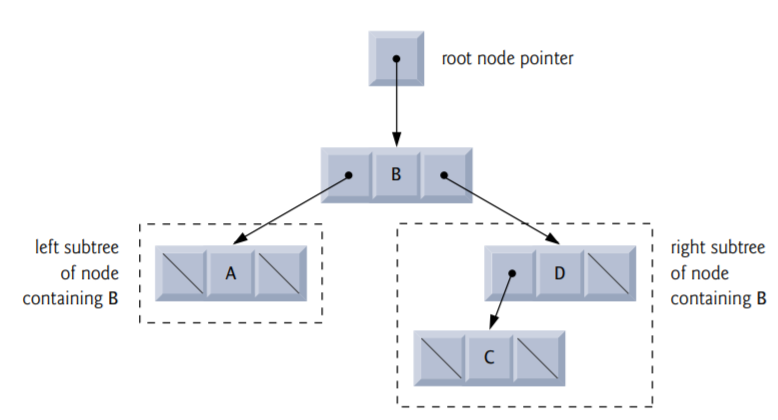 root node pointer
B
left subtree
of node
containing B
A
D
C
right subtree
of node
containing B